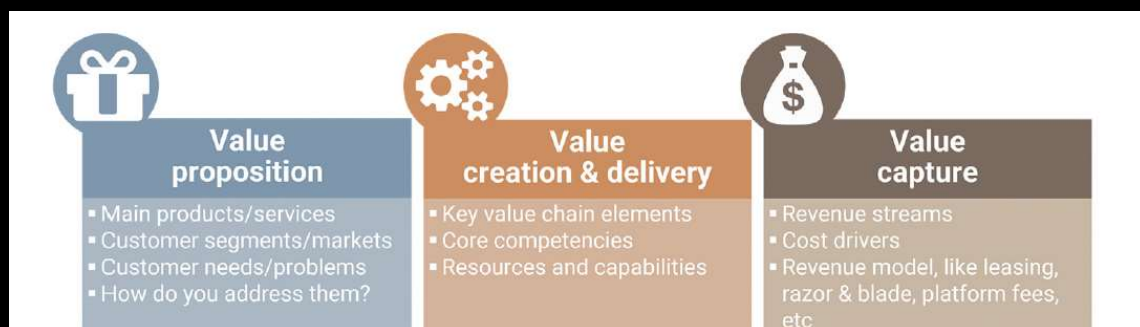 $
Value
proposition
▪ Main products/services
▪ Customer segments/markets
▪ Customer needs/problems
▪ How do you address them?
Value
creation & delivery
▪ Key value chain elements
▪ Core competencies
▪ Resources and capabilities
Value
capture
▪ Revenue streams
▪ Cost drivers
▪ Revenue model, like leasing,
razor & blade, platform fees,
etc